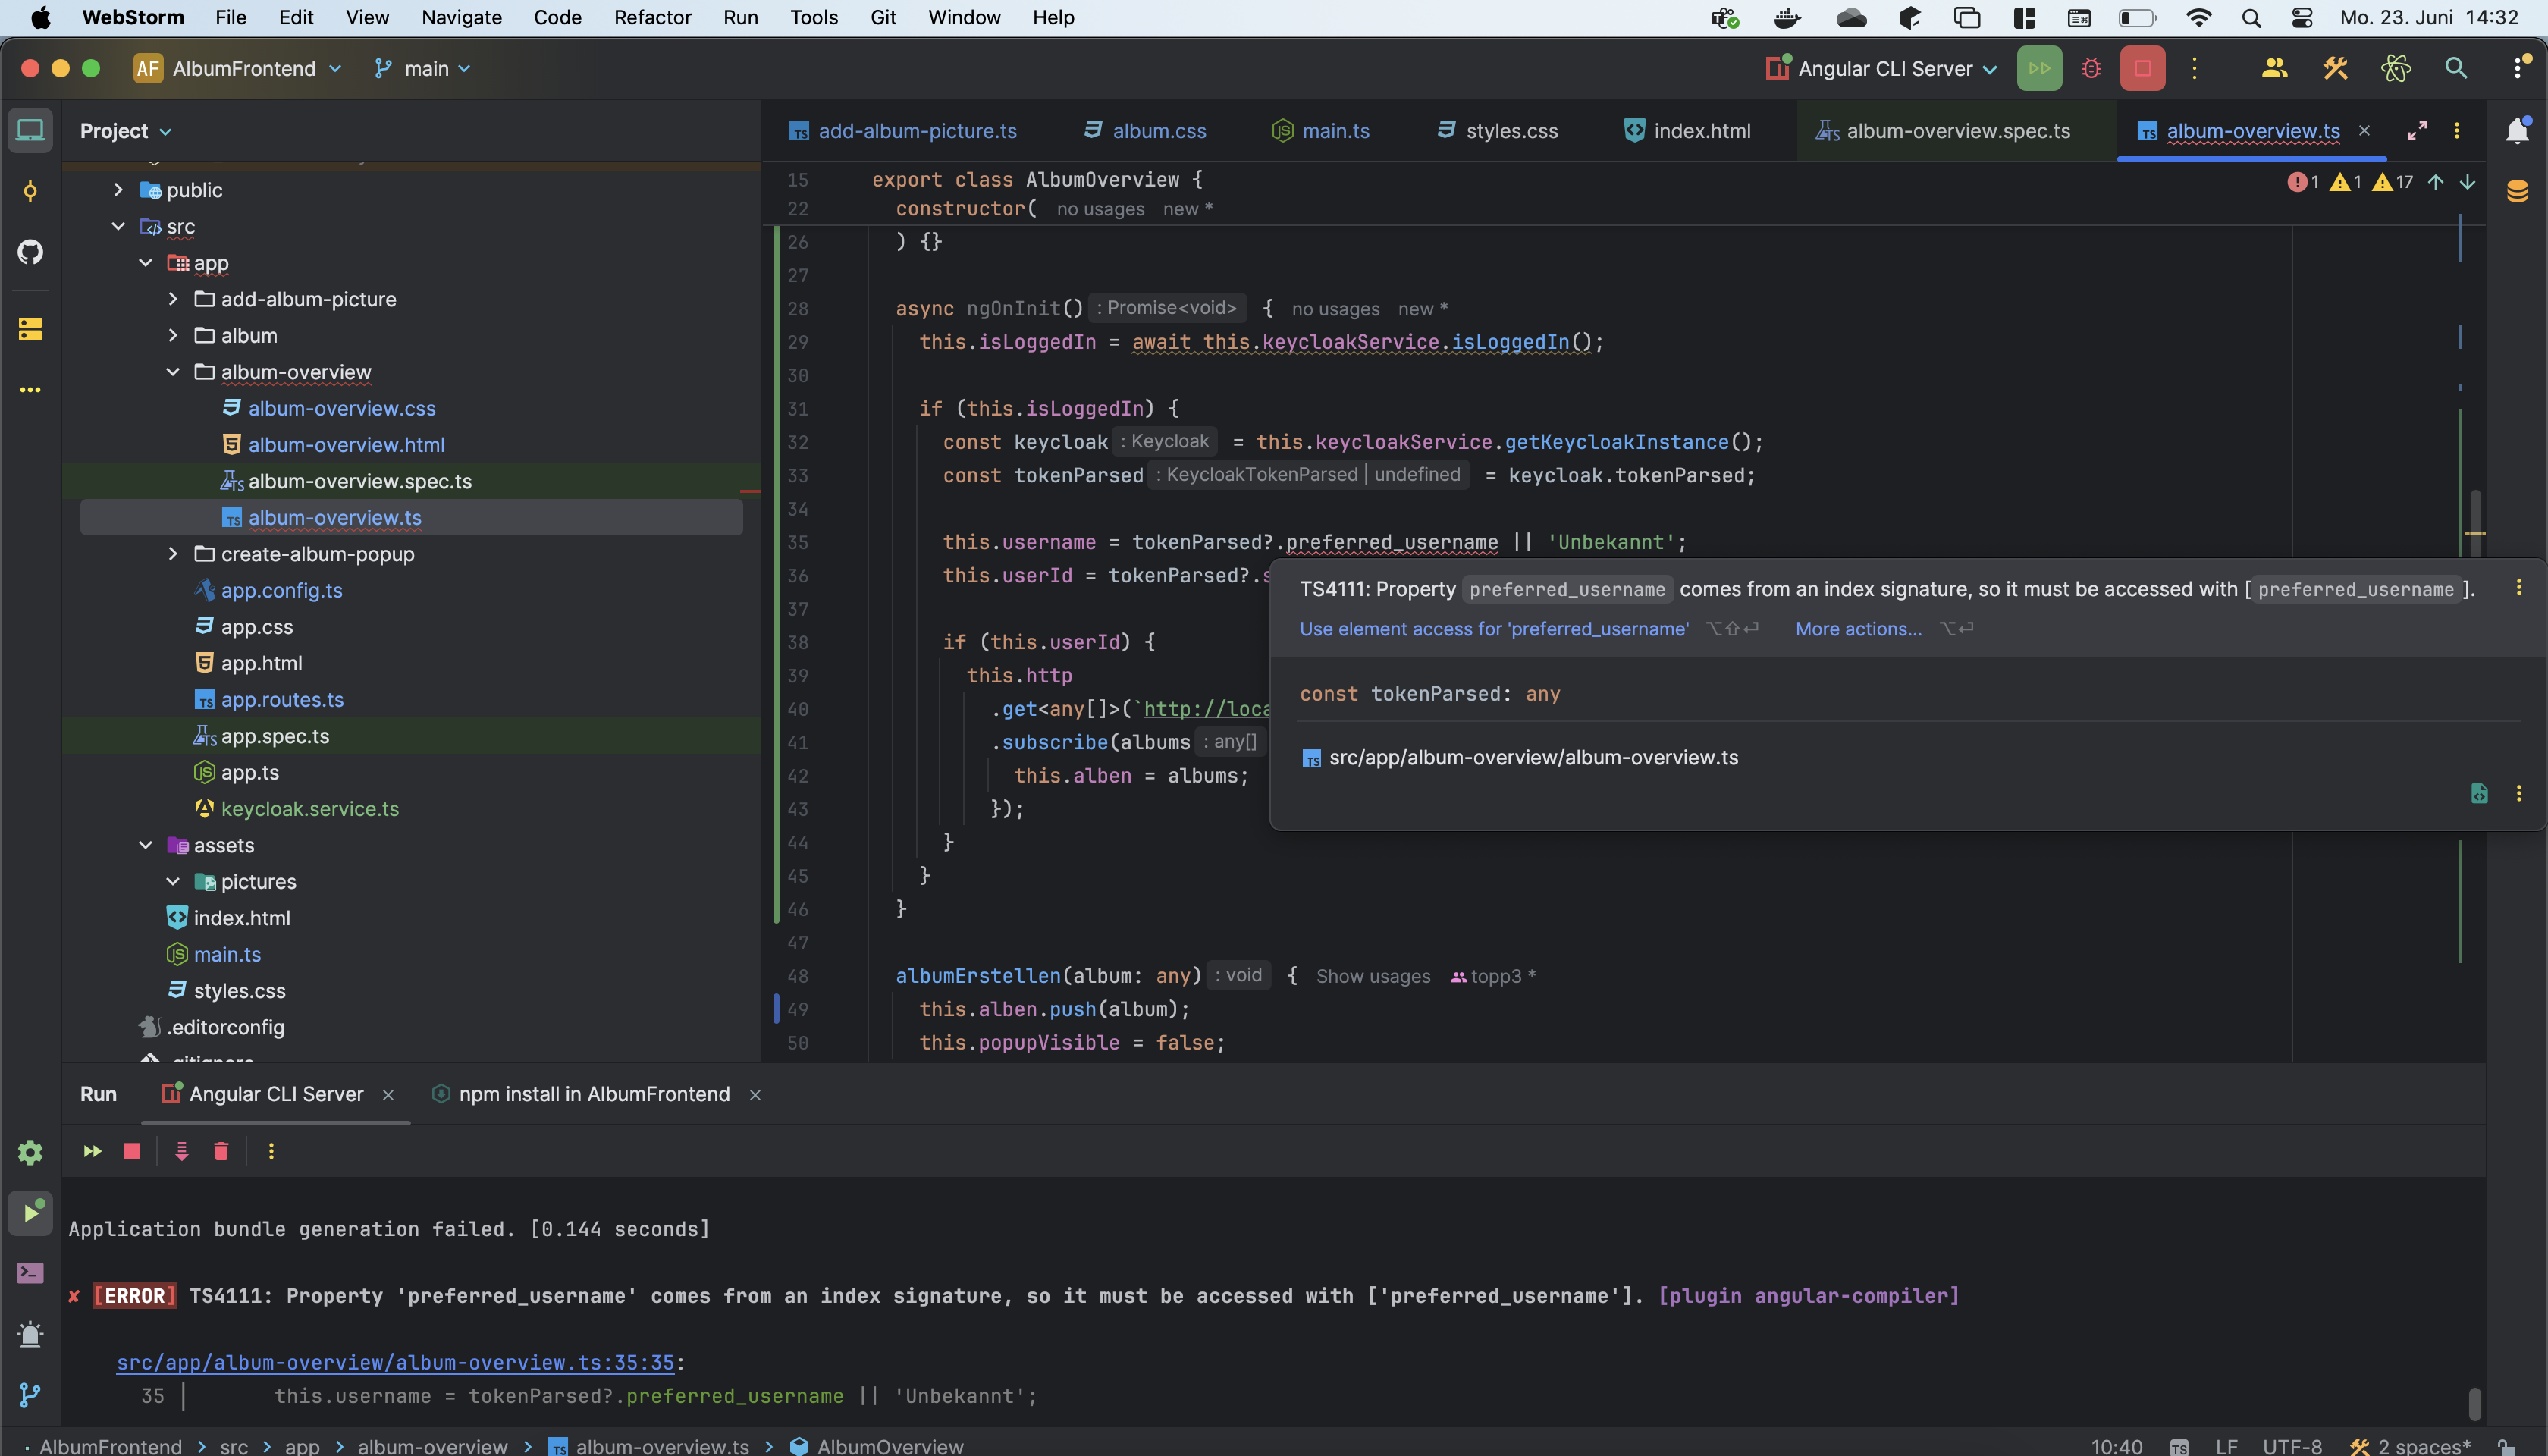 WebStorm File Edit View Navigate Code Refactor Run Tools Git Window Help Mo. 23. Juni 14:32
AF AlbumFrontend main Angular CLI Server
Project
public
src
app
add-album-picture
album
album-overview
album-overview.css
album-overview.html
album-overview.spec.ts
album-overview.ts
create-album-popup
app.config.ts
app.css
app.html
app.routes.ts
app.spec.ts
app.ts
keycloak.service.ts
assets
pictures
index.html
main.ts
styles.css
.editorconfig
.gitignore
add-album-picture.ts album.css main.ts styles.css index.html album-overview.spec.ts album-overview.ts
1 1 17
15 export class AlbumOverview {
22 constructor( no usages new *
26 ) {}
27
28 async ngOnInit() : Promise<void> { no usages new *
29 this.isLoggedIn = await this.keycloakService.isLoggedIn();
30
31 if (this.isLoggedIn) {
32 const keycloak : Keycloak = this.keycloakService.getKeycloakInstance();
33 const tokenParsed : KeycloakTokenParsed | undefined = keycloak.tokenParsed;
34
35 this.username = tokenParsed?.preferred_username || 'Unbekannt';
36 this.userId = tokenParsed?.s
37
38 if (this.userId) {
39 this.http
40 .get<any[]>(`http://loca
41 .subscribe(albums : any[]
42 this.alben = albums;
43 });
44 }
45 }
46 }
47
48 albumErstellen(album: any) : void { Show usages topp3 *
49 this.alben.push(album);
50 this.popupVisible = false;
TS4111: Property preferred_username comes from an index signature, so it must be accessed with [ preferred_username ].
Use element access for 'preferred_username' ⌥⇧⏎ More actions... ⌥⏎
const tokenParsed: any
src/app/album-overview/album-overview.ts
Run Angular CLI Server npm install in AlbumFrontend
Application bundle generation failed. [0.144 seconds]
✘ [ERROR] TS4111: Property 'preferred_username' comes from an index signature, so it must be accessed with ['preferred_username']. [plugin angular-compiler]
src/app/album-overview/album-overview.ts:35:35:
35 │ this.username = tokenParsed?.preferred_username || 'Unbekannt';
AlbumFrontend > src > app > album-overview > album-overview.ts > AlbumOverview 10:40 LF UTF-8 2 spaces*